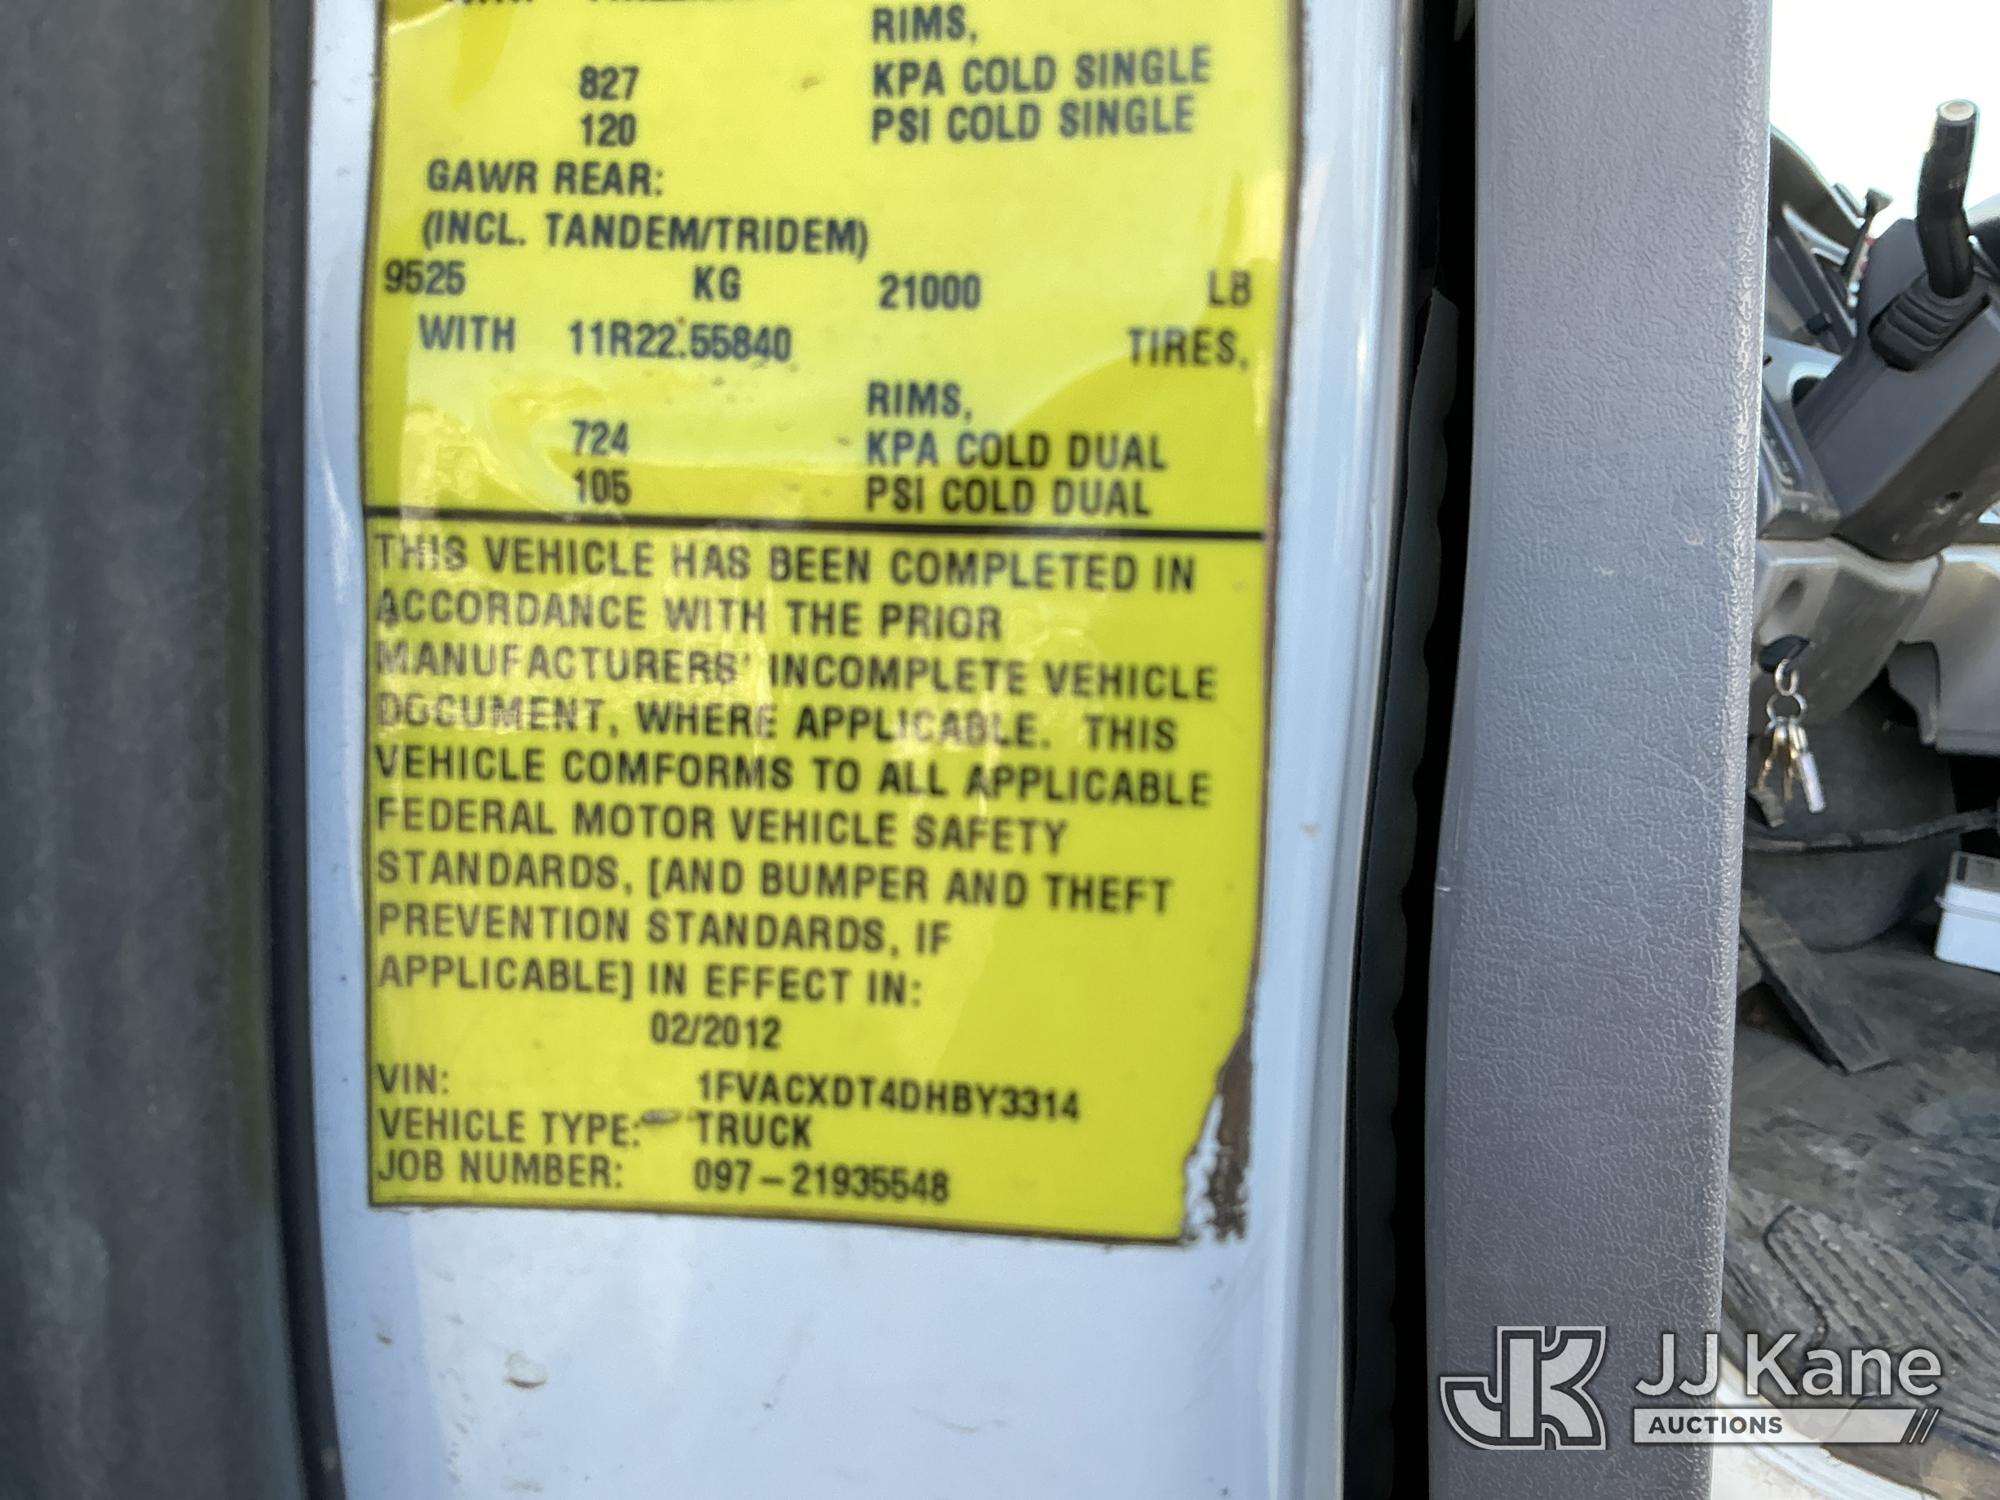 RIMS,
827 KPA COLD SINGLE
120 PSI COLD SINGLE
GAWR REAR:
(INCL. TANDEM/TRIDEM)
9525 KG 21000 LB
WITH 11R22.55840 TIRES,
RIMS,
724 KPA COLD DUAL
105 PSI COLD DUAL
THIS VEHICLE HAS BEEN COMPLETED IN
ACCORDANCE WITH THE PRIOR
MANUFACTURERS' INCOMPLETE VEHICLE
DOCUMENT, WHERE APPLICABLE. THIS
VEHICLE COMFORMS TO ALL APPLICABLE
FEDERAL MOTOR VEHICLE SAFETY
STANDARDS, [AND BUMPER AND THEFT
PREVENTION STANDARDS, IF
APPLICABLE] IN EFFECT IN:
02/2012
VIN: 1FVACXDT4DHBY3314
VEHICLE TYPE: TRUCK
JOB NUMBER: 097-21935548
JK JJ Kane
AUCTIONS